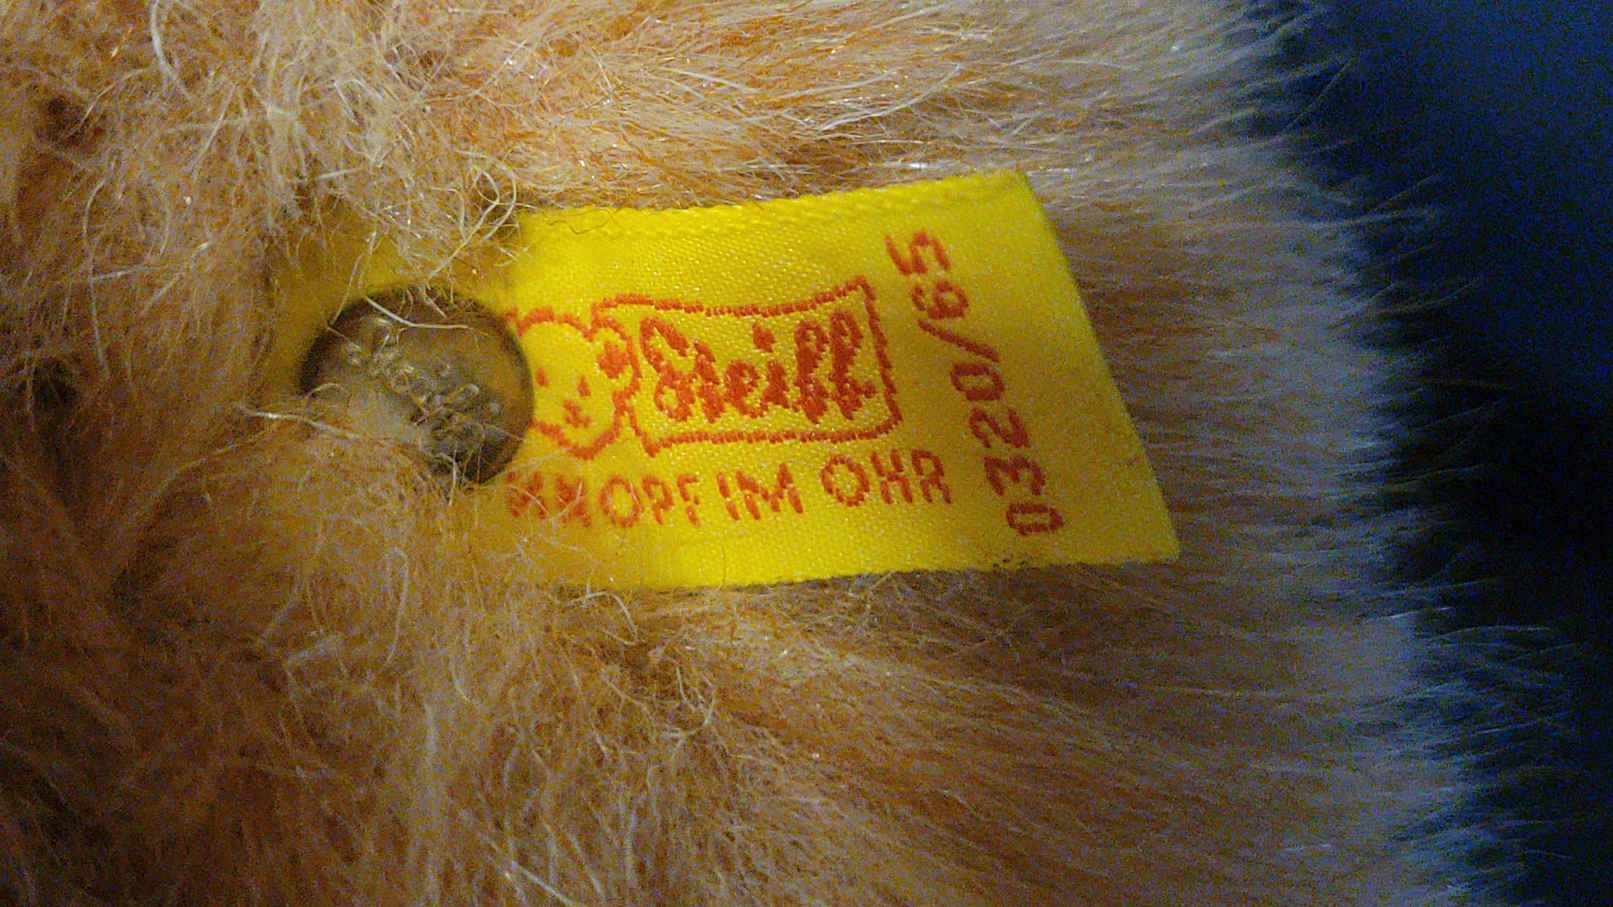 Steiff
KNOPF IM OHR
0320/65